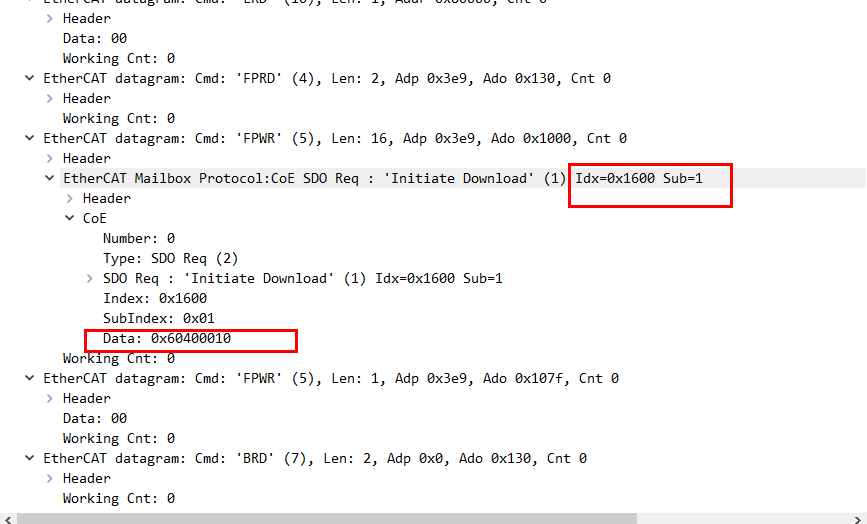 EtherCAT datagram: Cmd: 'LRD' (10), Len: 1, Addr 0x80000, Cnt 0
Header
Data: 00
Working Cnt: 0
EtherCAT datagram: Cmd: 'FPRD' (4), Len: 2, Adp 0x3e9, Ado 0x130, Cnt 0
Header
Working Cnt: 0
EtherCAT datagram: Cmd: 'FPWR' (5), Len: 16, Adp 0x3e9, Ado 0x1000, Cnt 0
Header
EtherCAT Mailbox Protocol:CoE SDO Req : 'Initiate Download' (1) Idx=0x1600 Sub=1
Header
CoE
Number: 0
Type: SDO Req (2)
SDO Req : 'Initiate Download' (1) Idx=0x1600 Sub=1
Index: 0x1600
SubIndex: 0x01
Data: 0x60400010
Working Cnt: 0
EtherCAT datagram: Cmd: 'FPWR' (5), Len: 1, Adp 0x3e9, Ado 0x107f, Cnt 0
Header
Data: 00
Working Cnt: 0
EtherCAT datagram: Cmd: 'BRD' (7), Len: 2, Adp 0x0, Ado 0x130, Cnt 0
Header
Working Cnt: 0